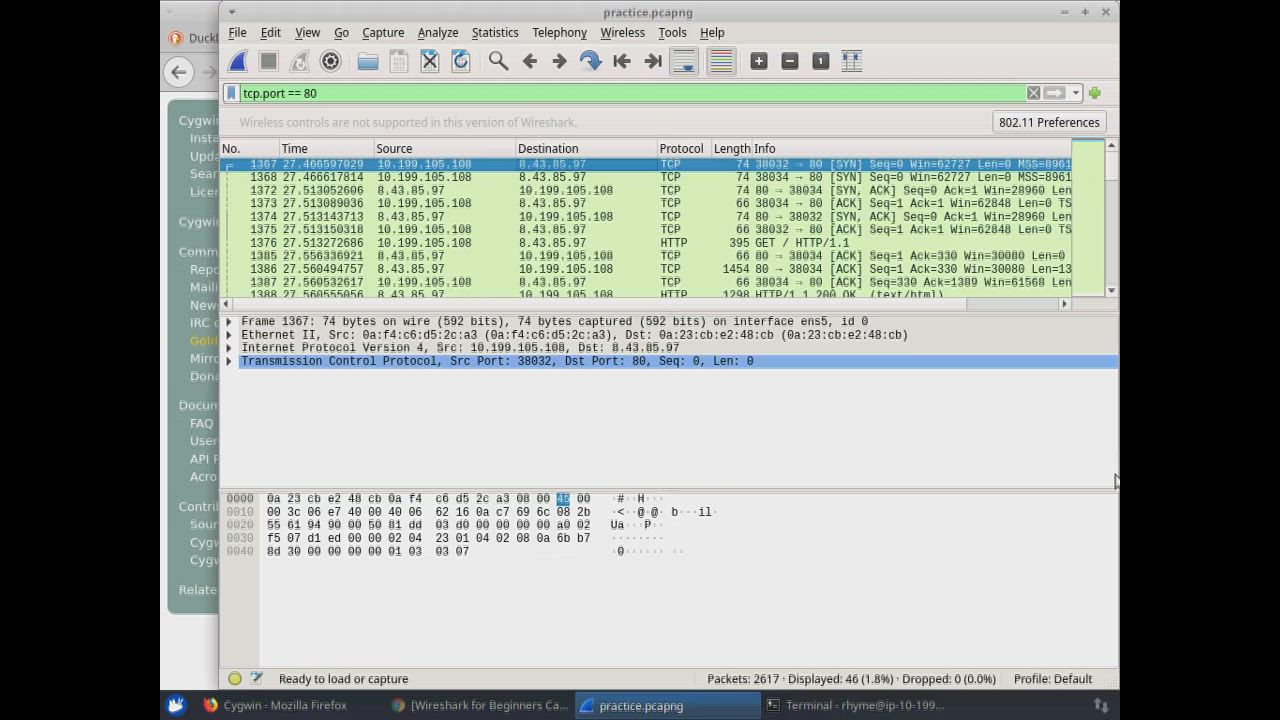 practice.pcapng
DuckD
File Edit View Go Capture Analyze Statistics Telephony Wireless Tools Help
tcp.port == 80
Wireless controls are not supported in this version of Wireshark.
802.11 Preferences
No. Time Source Destination Protocol Length Info
1367 27.466597029 10.199.105.108 8.43.85.97 TCP 74 38032 → 80 [SYN] Seq=0 Win=62727 Len=0 MSS=8961
1368 27.466617814 10.199.105.108 8.43.85.97 TCP 74 38034 → 80 [SYN] Seq=0 Win=62727 Len=0 MSS=8961
1372 27.513052606 8.43.85.97 10.199.105.108 TCP 74 80 → 38034 [SYN, ACK] Seq=0 Ack=1 Win=28960 Len
1373 27.513089036 10.199.105.108 8.43.85.97 TCP 66 38034 → 80 [ACK] Seq=1 Ack=1 Win=62848 Len=0 TS
1374 27.513143713 8.43.85.97 10.199.105.108 TCP 74 80 → 38032 [SYN, ACK] Seq=0 Ack=1 Win=28960 Len
1375 27.513150318 10.199.105.108 8.43.85.97 TCP 66 38032 → 80 [ACK] Seq=1 Ack=1 Win=62848 Len=0 TS
1376 27.513272686 10.199.105.108 8.43.85.97 HTTP 395 GET / HTTP/1.1
1385 27.556336921 8.43.85.97 10.199.105.108 TCP 66 80 → 38034 [ACK] Seq=1 Ack=330 Win=30080 Len=0
1386 27.560494757 8.43.85.97 10.199.105.108 TCP 1454 80 → 38034 [ACK] Seq=1 Ack=330 Win=30080 Len=13
1387 27.560532617 10.199.105.108 8.43.85.97 TCP 66 38034 → 80 [ACK] Seq=330 Ack=1389 Win=61568 Len=0
1388 27.560555056 8.43.85.97 10.199.105.108 HTTP 1298 HTTP/1.1 200 OK (text/html)
Frame 1367: 74 bytes on wire (592 bits), 74 bytes captured (592 bits) on interface ens5, id 0
Ethernet II, Src: 0a:f4:c6:d5:2c:a3 (0a:f4:c6:d5:2c:a3), Dst: 0a:23:cb:e2:48:cb (0a:23:cb:e2:48:cb)
Internet Protocol Version 4, Src: 10.199.105.108, Dst: 8.43.85.97
Transmission Control Protocol, Src Port: 38032, Dst Port: 80, Seq: 0, Len: 0
0000 0a 23 cb e2 48 cb 0a f4 c6 d5 2c a3 08 00 45 00 ·#··H···
0010 00 3c 06 e7 40 00 40 06 62 16 0a c7 69 6c 08 2b ·<··@·@· b···il·
0020 55 61 94 90 00 50 81 dd 03 d0 00 00 00 00 a0 02 Ua···P··
0030 f5 07 d1 ed 00 00 02 04 23 01 04 02 08 0a 6b b7 ········
0040 8d 30 00 00 00 00 01 03 03 07 ·0······ ··
Cygwi
Insta
Upda
Sear
Licen
Cygwi
Comm
Repo
Maili
News
IRC c
Gold
Mirro
Dona
Docum
FAQ
User
API F
Acro
Contrib
Sour
Cygw
Cygw
Relate
Ready to load or capture
Packets: 2617 · Displayed: 46 (1.8%) · Dropped: 0 (0.0%)
Profile: Default
Cygwin - Mozilla Firefox
[Wireshark for Beginners Ca...
practice.pcapng
Terminal - rhyme@ip-10-199...